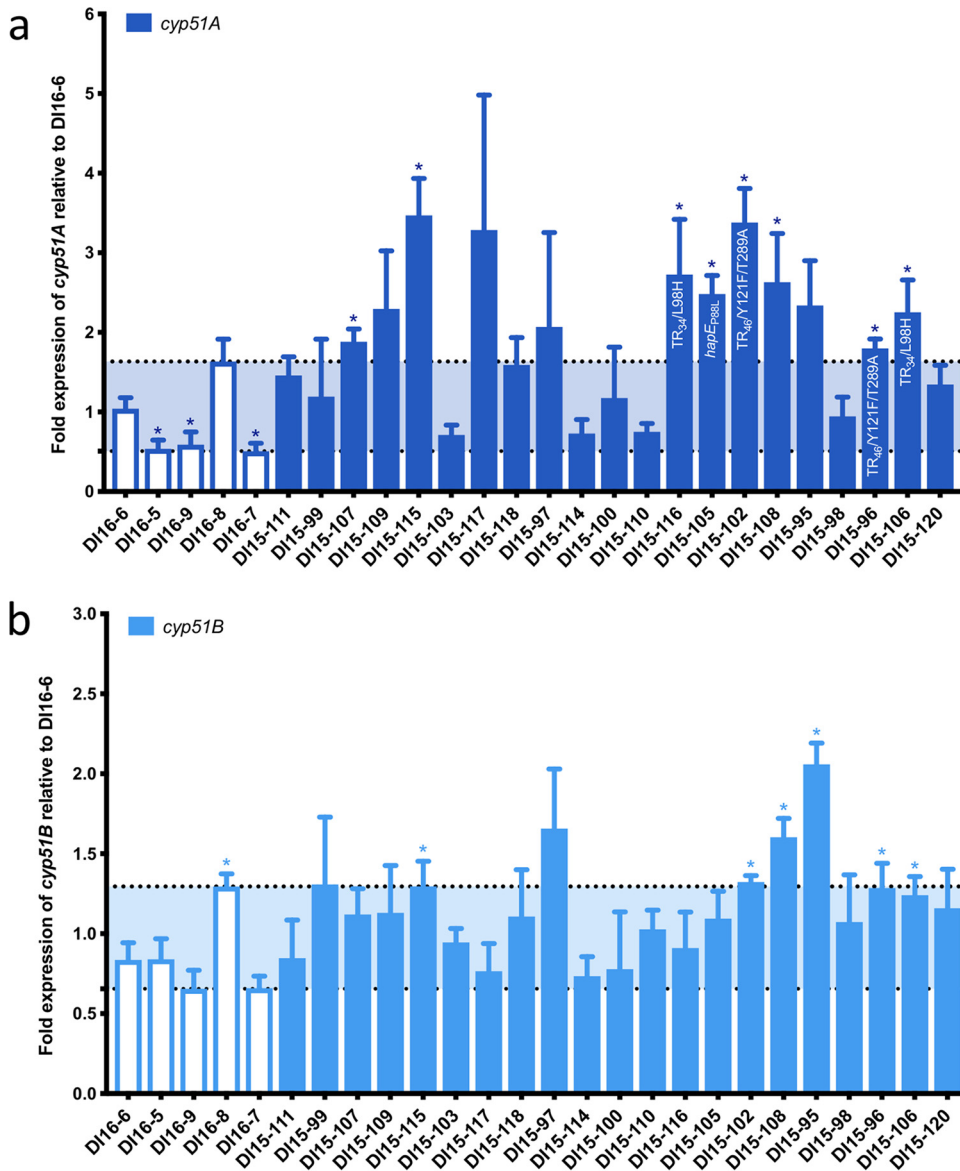 a
cyp51A
Fold expression of cyp51A relative to DI16-6
6
5
4
3
2
1
0
* * * * * * * * * * *
TR34/L98H
hapEP88L
TR46/Y121F/T289A
TR46/Y121F/T289A
TR34/L98H
DI16-6
DI16-5
DI16-9
DI16-8
DI16-7
DI15-111
DI15-99
DI15-107
DI15-109
DI15-115
DI15-103
DI15-117
DI15-118
DI15-97
DI15-114
DI15-100
DI15-110
DI15-116
DI15-105
DI15-102
DI15-108
DI15-95
DI15-98
DI15-96
DI15-106
DI15-120
b
cyp51B
Fold expression of cyp51B relative to DI16-6
3.0
2.5
2.0
1.5
1.0
0.5
0.0
* * * * * * *
DI16-6
DI16-5
DI16-9
DI16-8
DI16-7
DI15-111
DI15-99
DI15-107
DI15-109
DI15-115
DI15-103
DI15-117
DI15-118
DI15-97
DI15-114
DI15-100
DI15-110
DI15-116
DI15-105
DI15-102
DI15-108
DI15-95
DI15-98
DI15-96
DI15-106
DI15-120